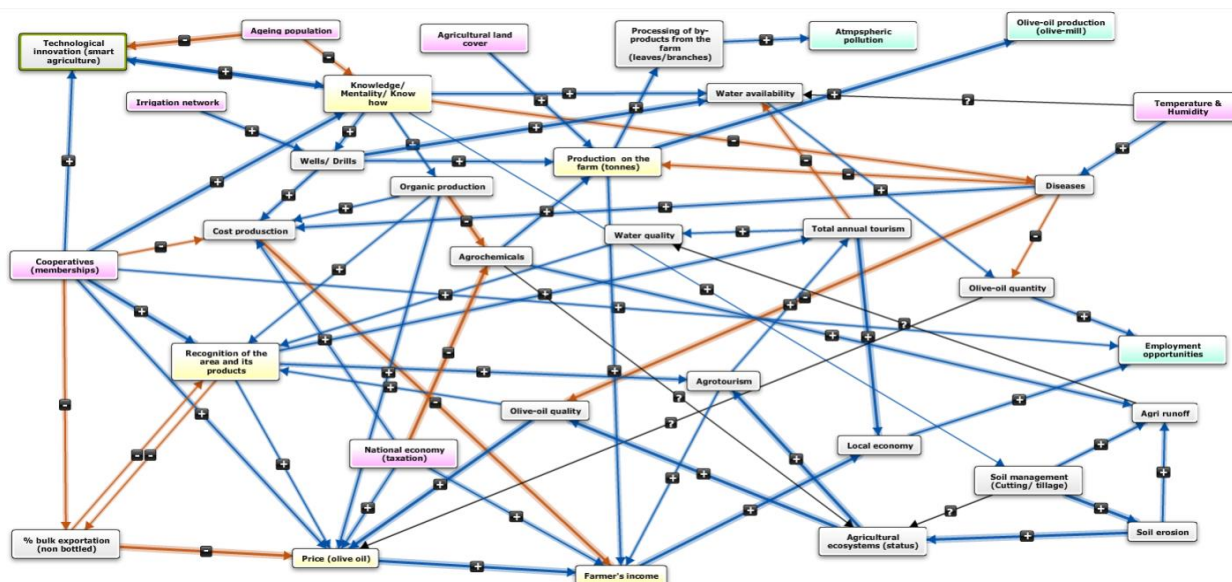 Technological
innovation (smart
agriculture)
Ageing population
Agricultural land
cover
Processing of by-
products from the
farm
(leaves/branches)
Atmpspheric
pollution
Olive-oil production
(olive-mill)
Knowledge/
Mentality/ Know
how
Irrigation network
Water availability
Temperature &
Humidity
Wells/ Drills
Production on the
farm (tonnes)
Organic production
Diseases
Cost produsction
Water quality
Total annual tourism
Cooperatives
(memberships)
Agrochemicals
Olive-oil quantity
Recognition of the
area and its
products
Employment
opportunities
Agrotourism
Olive-oil quality
Agri runoff
National economy
(taxation)
Local economy
Soil management
(Cutting/ tillage)
% bulk exportation
(non bottled)
Price (olive oil)
Agricultural
ecosystems (status)
Soil erosion
Farmer's income